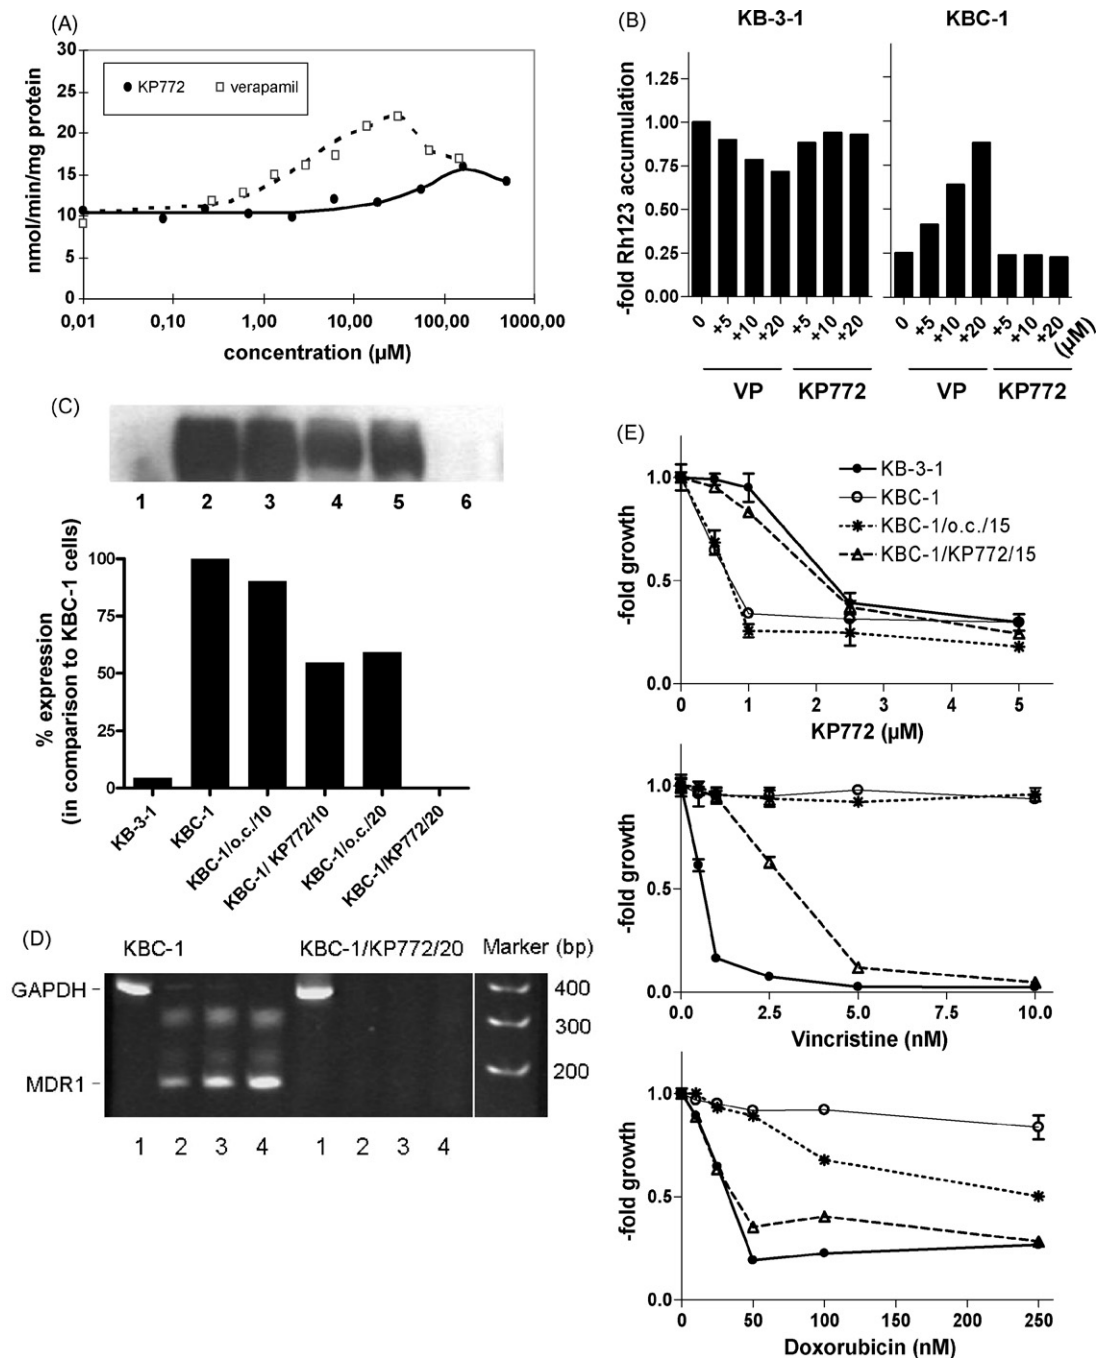 (A)
30
25
20
15
10
5
0
nmol/min/mg protein
KP772
verapamil
0,01
0,10
1,00
10,00
100,00
1000,00
concentration (µM)
(B)
KB-3-1
KBC-1
-fold Rh123 accumulation
1.25
1.00
0.75
0.50
0.25
0.00
0
+5
+10
+20
+5
+10
+20
0
+5
+10
+20
+5
+10
+20
(µM)
VP
KP772
VP
KP772
(C)
1
2
3
4
5
6
% expression
(in comparison to KBC-1 cells)
100
75
50
25
0
KB-3-1
KBC-1
KBC-1/o.c./10
KBC-1/ KP772/10
KBC-1/o.c./20
KBC-1/KP772/20
(D)
KBC-1
KBC-1/KP772/20
Marker (bp)
GAPDH
MDR1
400
300
200
1
2
3
4
1
2
3
4
(E)
KB-3-1
KBC-1
KBC-1/o.c./15
KBC-1/KP772/15
-fold growth
1.0
0.5
0.0
0
1
2
3
4
5
KP772 (µM)
-fold growth
1.0
0.5
0.0
0.0
2.5
5.0
7.5
10.0
Vincristine (nM)
-fold growth
1.0
0.5
0.0
0
50
100
150
200
250
Doxorubicin (nM)